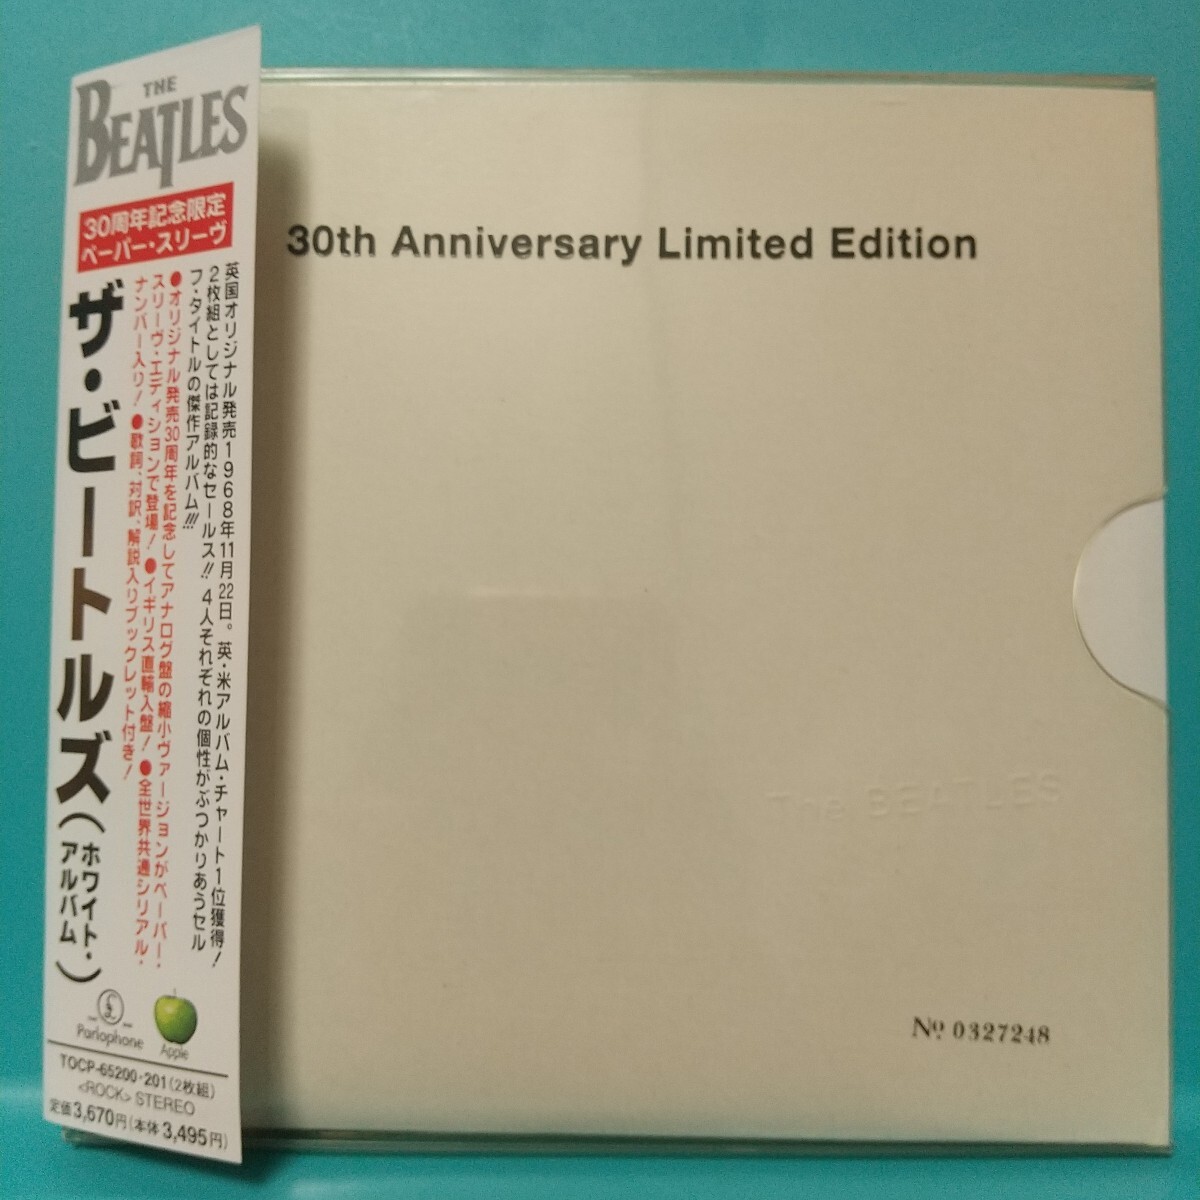 THE
BEATLES
30周年記念限定
ペーパー・スリーヴ
ザ・ビートルズ
(ホワイト・
アルバム)
英国オリジナル発売1968年11月22日。英・米アルバム・チャート1位獲得!
2枚組としては記録的なセールス!! 4人それぞれの個性がぶつかりあうセル
フ・タイトルの傑作アルバム!!!
●オリジナル発売30周年を記念してアナログ盤の縮小ヴァージョンがペーパー・
スリーヴ・エディションで登場! ●イギリス直輸入盤! ●全世界共通シリアル・
ナンバー入り! ●歌詞、対訳、解説入りブックレット付き!
Parlophone
Apple
TOCP-65200・201(2枚組)
<ROCK> STEREO
定価3,670円(本体3,495円)
30th Anniversary Limited Edition
The BEATLES
Nº 0327248